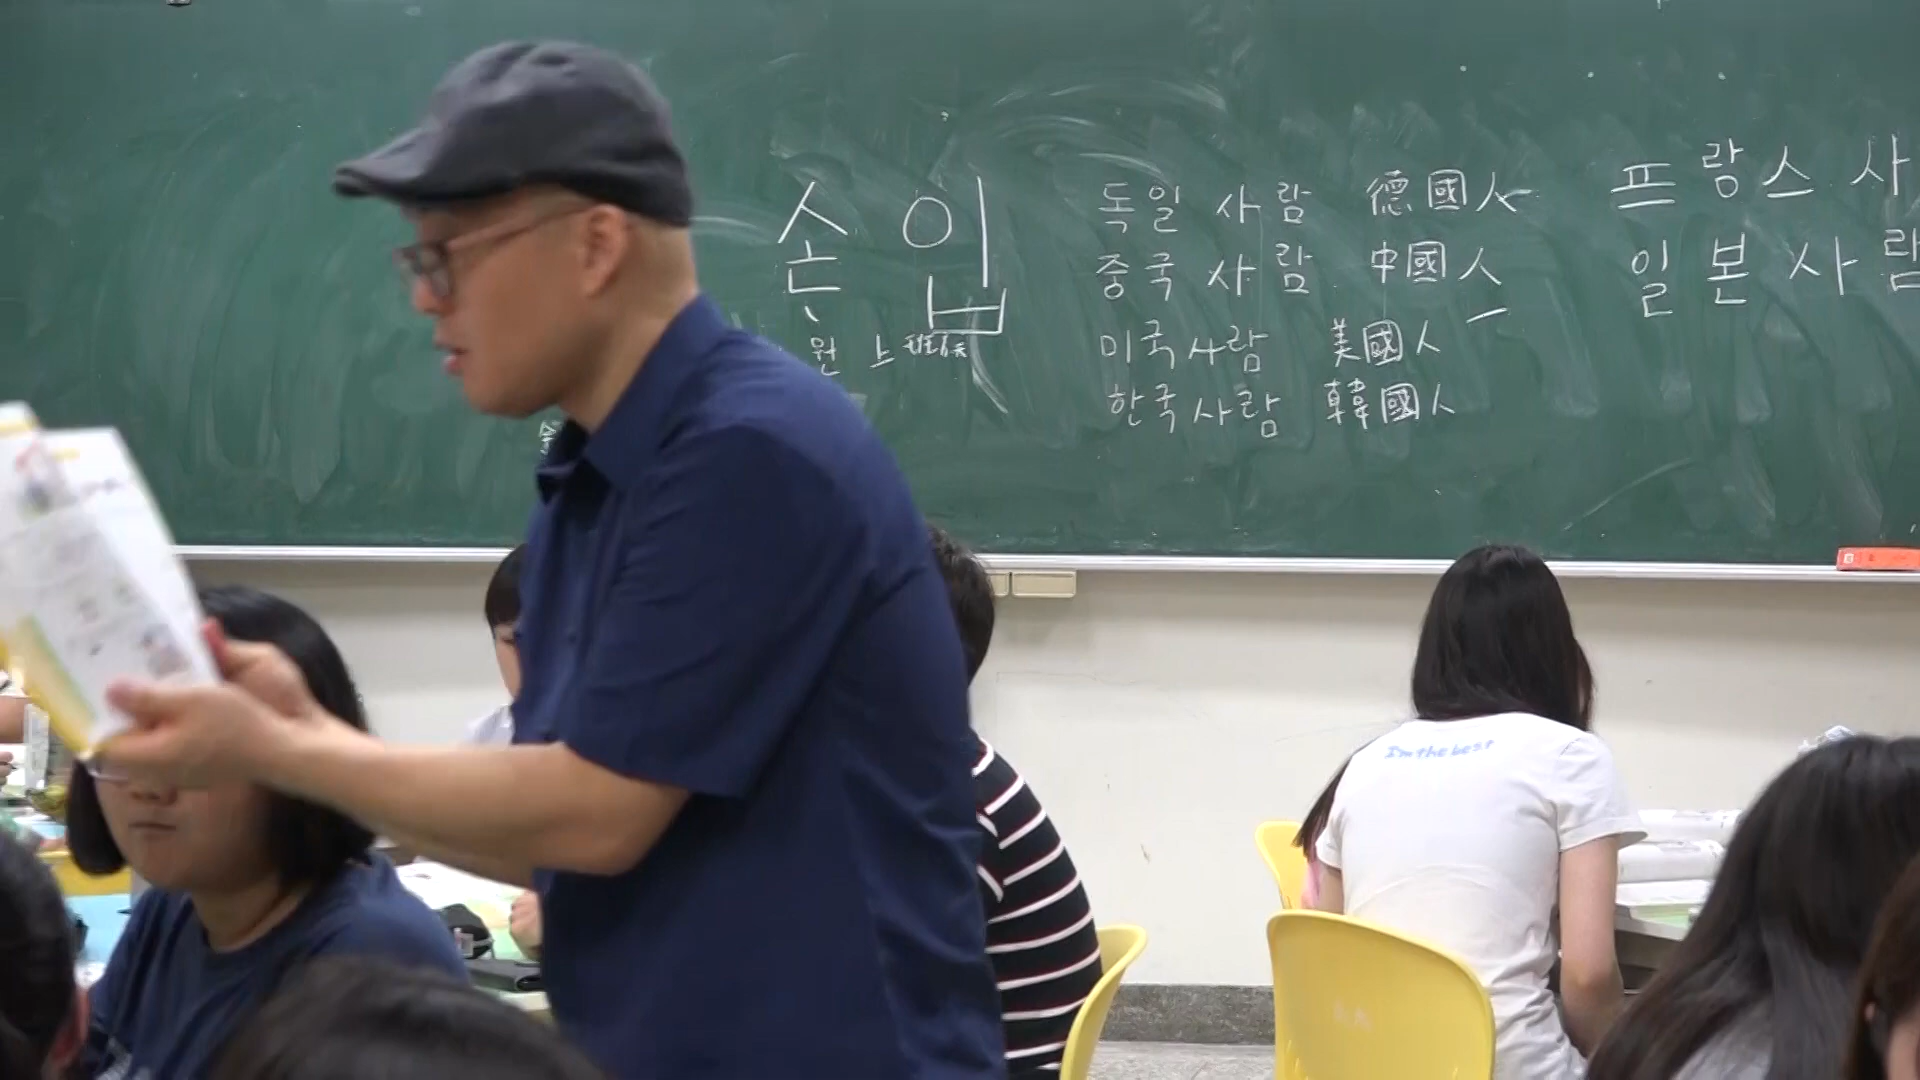 손 입
독일 사람 德國人
중국 사람 中國人
미국사람 美國人
한국사람 韓國人
프랑스 사
일본사람
I'm the best